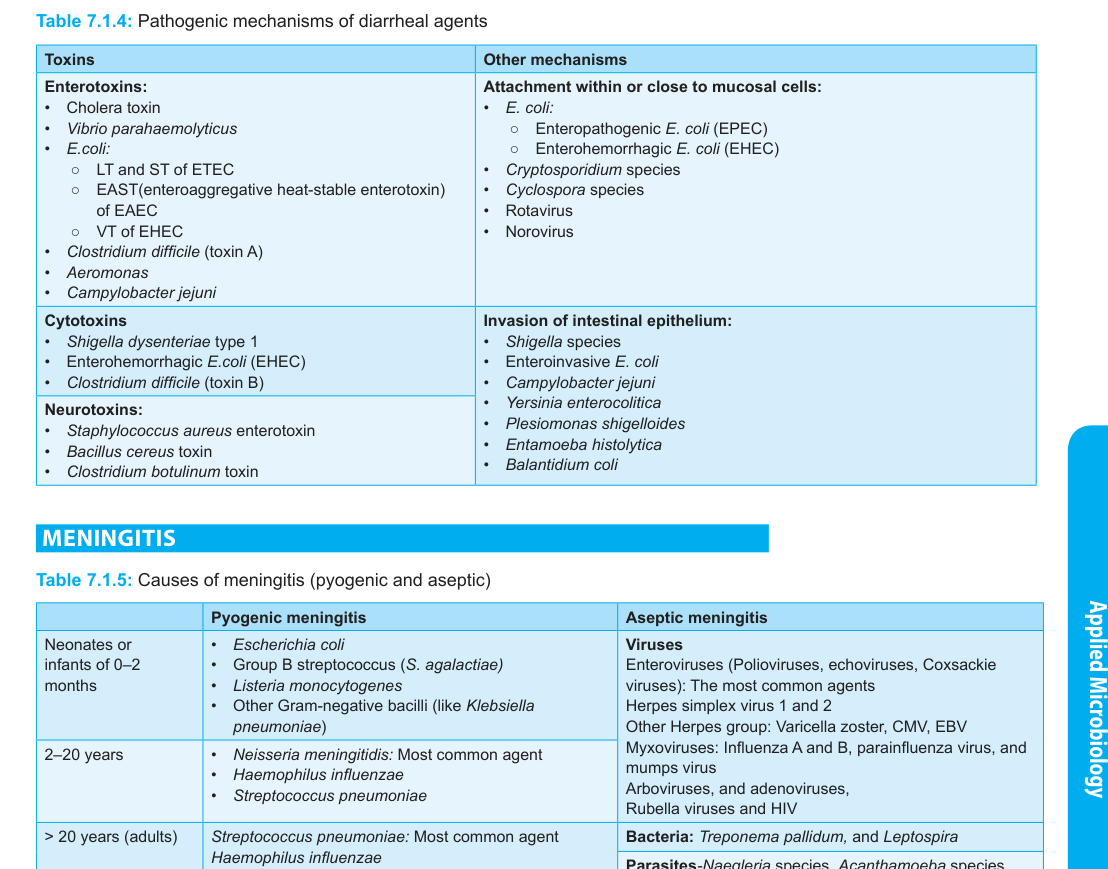 Table 7.1.4: Pathogenic mechanisms of diarrheal agents
Toxins
Other mechanisms
Enterotoxins:
• Cholera toxin
• Vibrio parahaemolyticus
• E.coli:
○ LT and ST of ETEC
○ EAST(enteroaggregative heat-stable enterotoxin)
of EAEC
○ VT of EHEC
• Clostridium difficile (toxin A)
• Aeromonas
• Campylobacter jejuni
Attachment within or close to mucosal cells:
• E. coli:
○ Enteropathogenic E. coli (EPEC)
○ Enterohemorrhagic E. coli (EHEC)
• Cryptosporidium species
• Cyclospora species
• Rotavirus
• Norovirus
Cytotoxins
• Shigella dysenteriae type 1
• Enterohemorrhagic E.coli (EHEC)
• Clostridium difficile (toxin B)
Neurotoxins:
• Staphylococcus aureus enterotoxin
• Bacillus cereus toxin
• Clostridium botulinum toxin
Invasion of intestinal epithelium:
• Shigella species
• Enteroinvasive E. coli
• Campylobacter jejuni
• Yersinia enterocolitica
• Plesiomonas shigelloides
• Entamoeba histolytica
• Balantidium coli
MENINGITIS
Table 7.1.5: Causes of meningitis (pyogenic and aseptic)
Pyogenic meningitis
Aseptic meningitis
Neonates or
infants of 0–2
months
• Escherichia coli
• Group B streptococcus (S. agalactiae)
• Listeria monocytogenes
• Other Gram-negative bacilli (like Klebsiella
pneumoniae)
2–20 years
• Neisseria meningitidis: Most common agent
• Haemophilus influenzae
• Streptococcus pneumoniae
Viruses
Enteroviruses (Polioviruses, echoviruses, Coxsackie
viruses): The most common agents
Herpes simplex virus 1 and 2
Other Herpes group: Varicella zoster, CMV, EBV
Myxoviruses: Influenza A and B, parainfluenza virus, and
mumps virus
Arboviruses, and adenoviruses,
Rubella viruses and HIV
> 20 years (adults)
Streptococcus pneumoniae: Most common agent
Haemophilus influenzae
Bacteria: Treponema pallidum, and Leptospira
Parasites-Naegleria species, Acanthamoeba species
Applied Microbiology